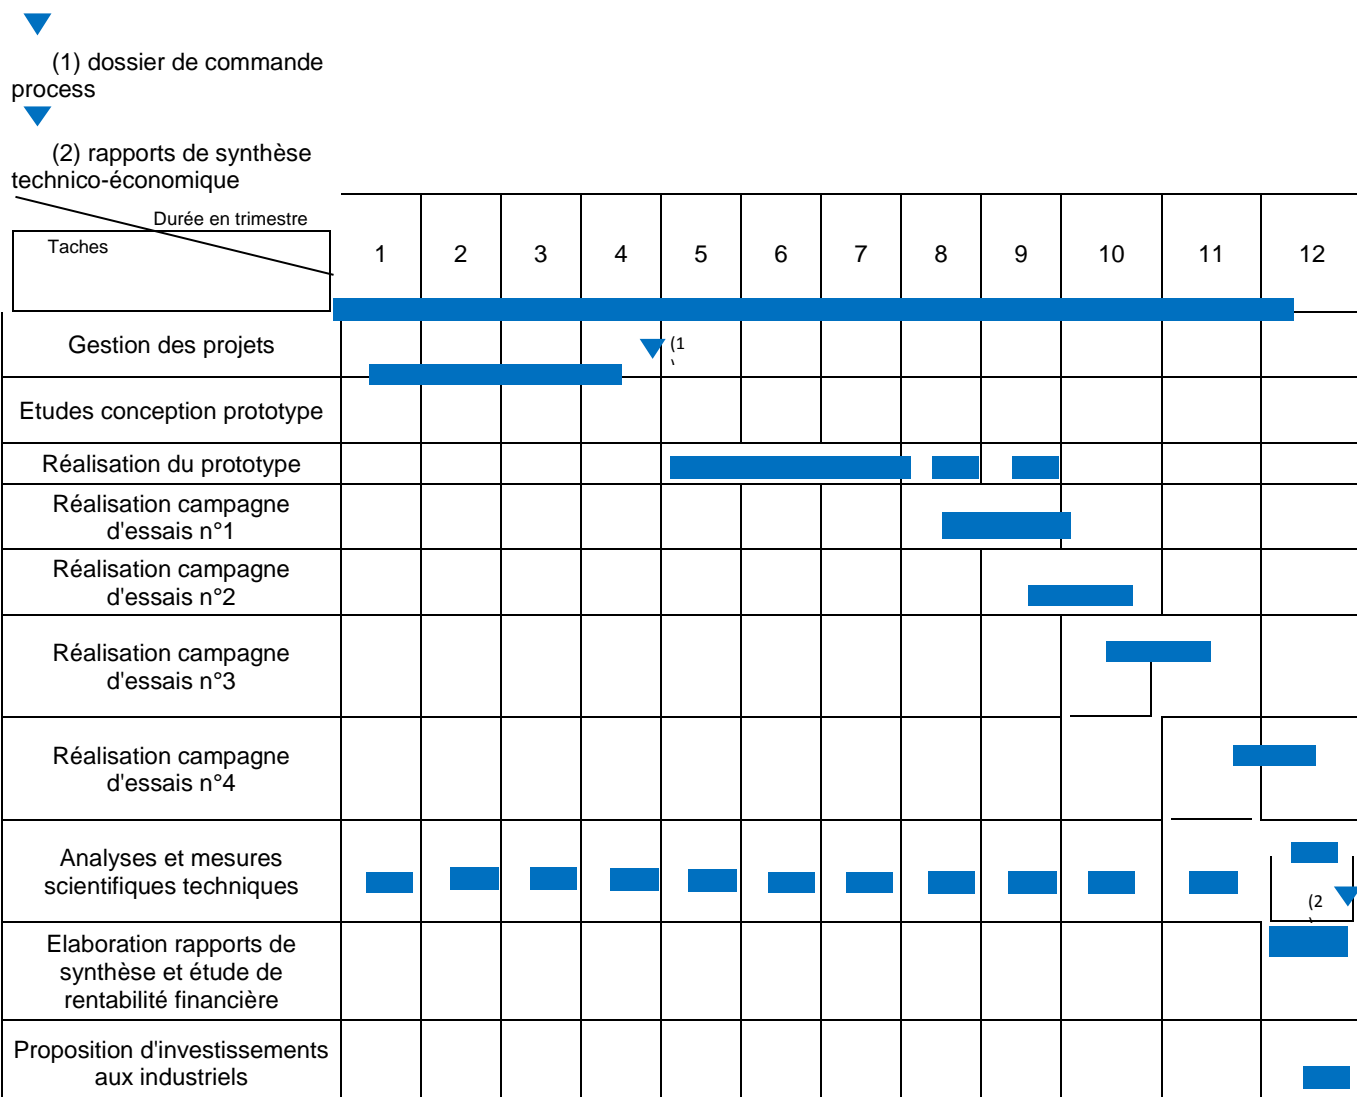 (1) dossier de commande
process
(2) rapports de synthèse
technico-économique
Durée en trimestre
Taches
1 2 3 4 5 6 7 8 9 10 11 12
Gestion des projets
(1
Etudes conception prototype
Réalisation du prototype
Réalisation campagne
d'essais n°1
Réalisation campagne
d'essais n°2
Réalisation campagne
d'essais n°3
Réalisation campagne
d'essais n°4
Analyses et mesures
scientifiques techniques
(2
Elaboration rapports de
synthèse et étude de
rentabilité financière
Proposition d'investissements
aux industriels